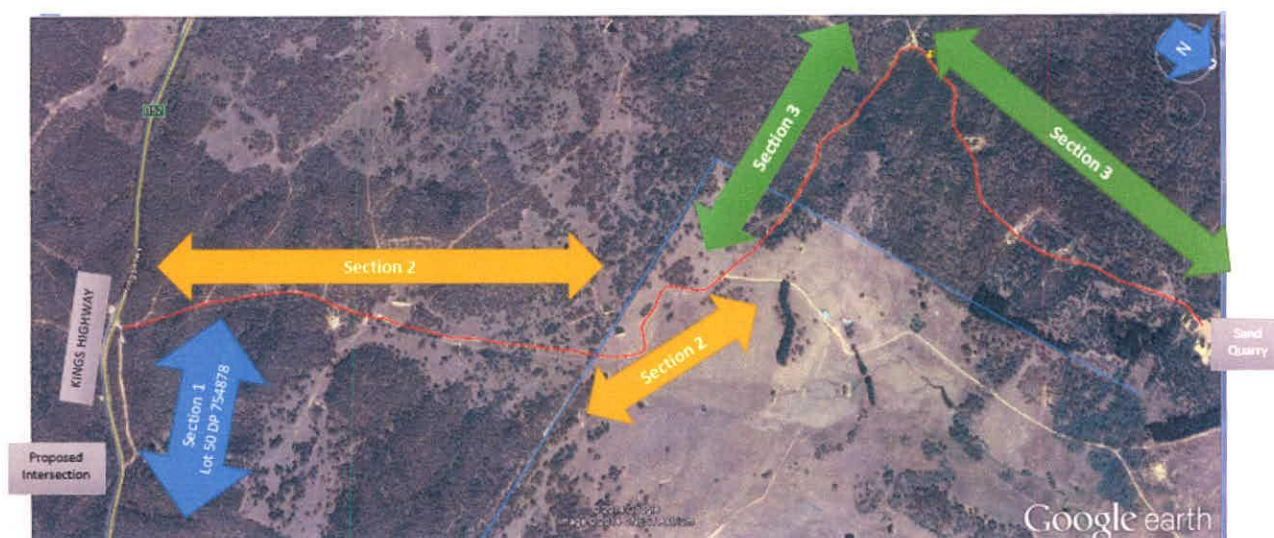 N
B52
Section 3
Section 3
Section 2
Section 2
KINGS HIGHWAY
Section 1
Lot 50 DP 754878
Proposed
Intersection
Sand
Quarry
Google earth